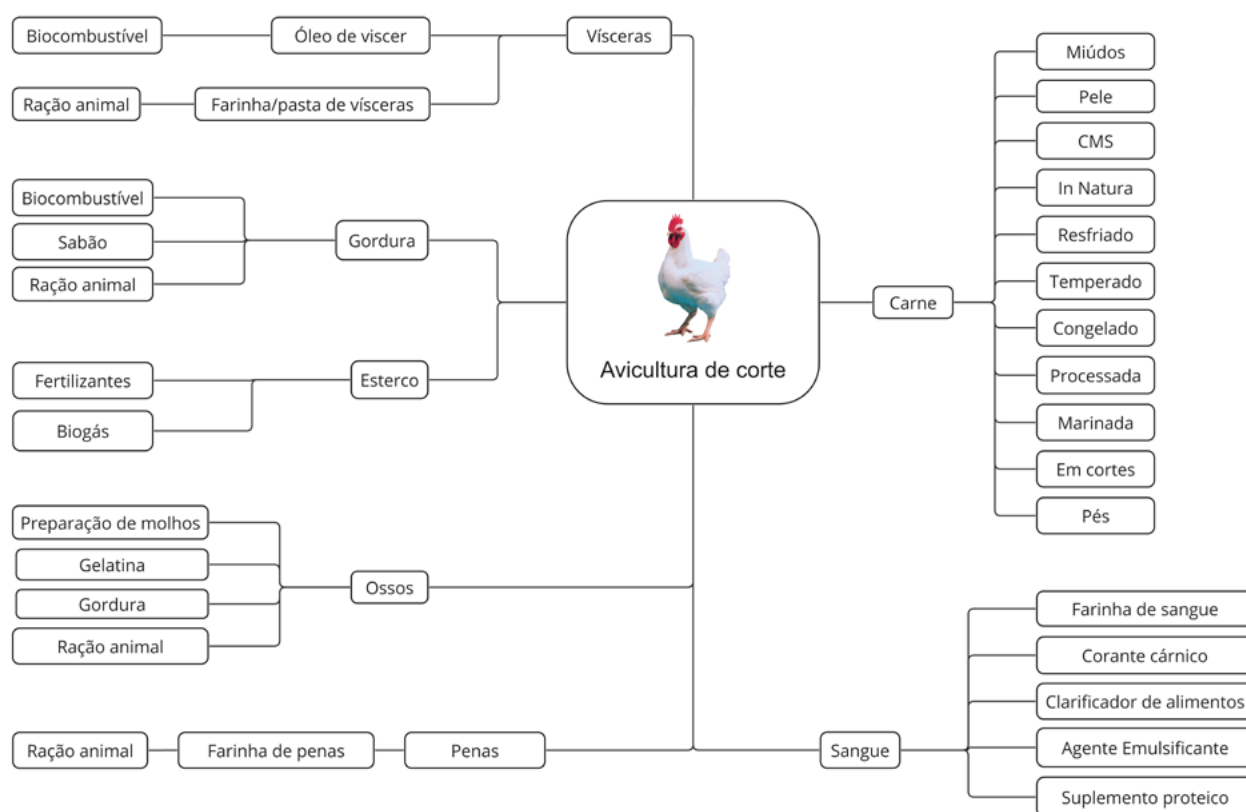 Biocombustível
Óleo de viscer
Vísceras
Ração animal
Farinha/pasta de vísceras
Biocombustível
Sabão
Ração animal
Gordura
Fertilizantes
Biogás
Esterco
Preparação de molhos
Gelatina
Gordura
Ração animal
Ossos
Ração animal
Farinha de penas
Penas
Avicultura de corte
Carne
Miúdos
Pele
CMS
In Natura
Resfriado
Temperado
Congelado
Processada
Marinada
Em cortes
Pés
Sangue
Farinha de sangue
Corante cárnico
Clarificador de alimentos
Agente Emulsificante
Suplemento proteico